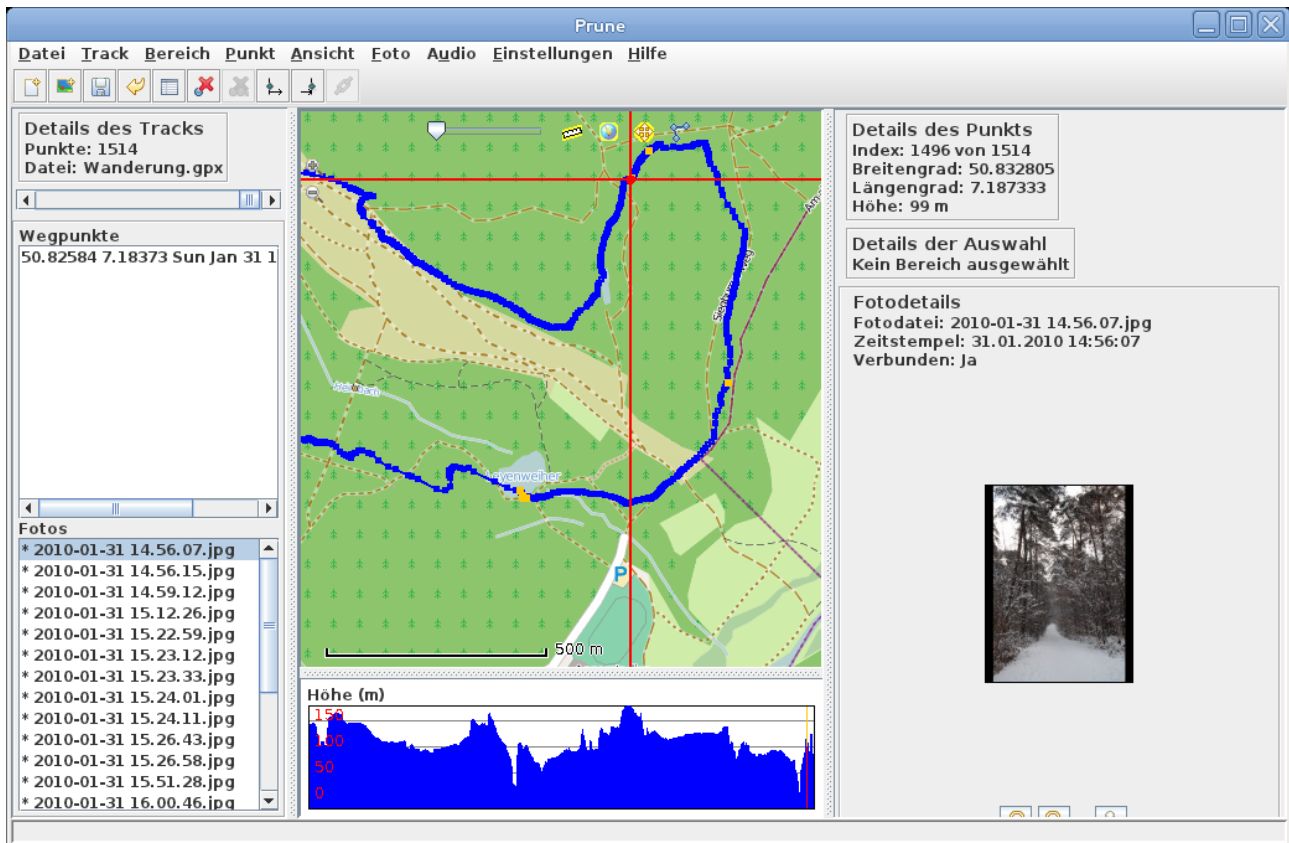 Prune
Datei Track Bereich Punkt Ansicht Foto Audio Einstellungen Hilfe
Details des Tracks
Punkte: 1514
Datei: Wanderung.gpx
Wegpunkte
50.82584 7.18373 Sun Jan 31 1
Fotos
* 2010-01-31 14.56.07.jpg
* 2010-01-31 14.56.15.jpg
* 2010-01-31 14.59.12.jpg
* 2010-01-31 15.12.26.jpg
* 2010-01-31 15.22.59.jpg
* 2010-01-31 15.23.12.jpg
* 2010-01-31 15.23.33.jpg
* 2010-01-31 15.24.01.jpg
* 2010-01-31 15.24.11.jpg
* 2010-01-31 15.26.43.jpg
* 2010-01-31 15.26.58.jpg
* 2010-01-31 15.51.28.jpg
* 2010-01-31 16.00.46.jpg
Leyenweiher
P
500 m
Höhe (m)
150
100
50
0
Details des Punkts
Index: 1496 von 1514
Breitengrad: 50.832805
Längengrad: 7.187333
Höhe: 99 m
Details der Auswahl
Kein Bereich ausgewählt
Fotodetails
Fotodatei: 2010-01-31 14.56.07.jpg
Zeitstempel: 31.01.2010 14:56:07
Verbunden: Ja